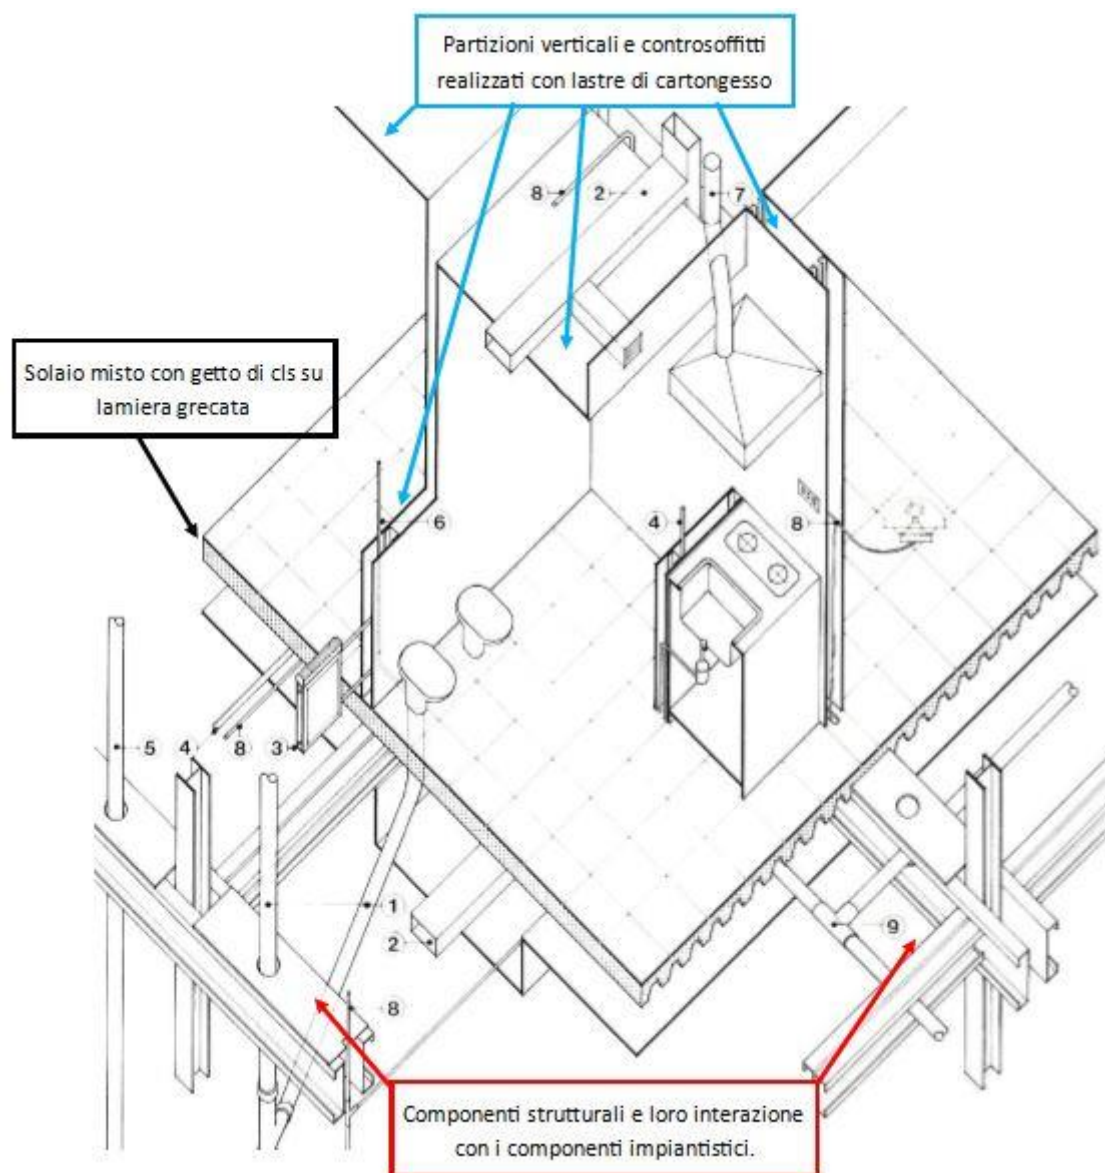 Partizioni verticali e controsoffitti
realizzati con lastre di cartongesso
8
2
7
Solaio misto con getto di cls su
lamiera grecata
6
4
8
5
4
8
3
1
2
9
8
Componenti strutturali e loro interazione
con i componenti impiantistici.